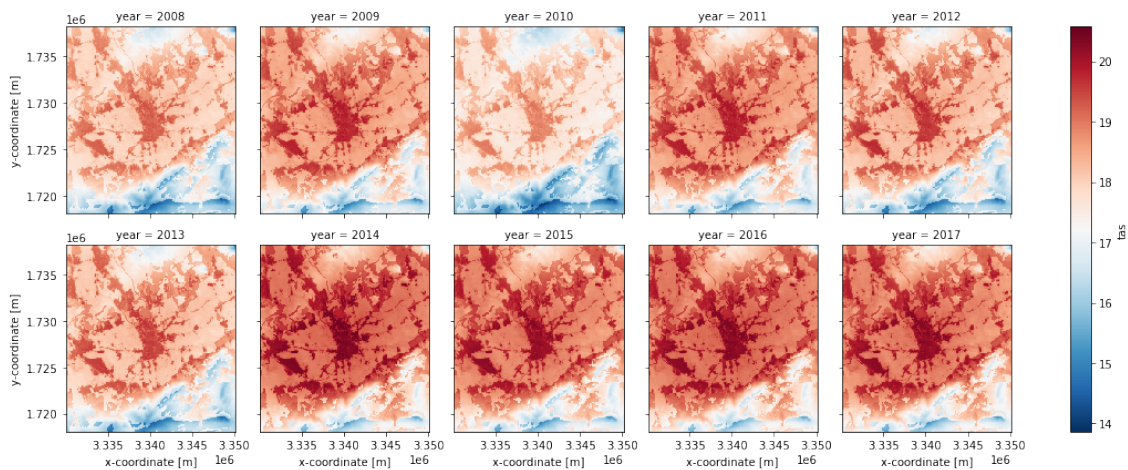 year = 2008 year = 2009 year = 2010 year = 2011 year = 2012
1e6
1.735
1.730
1.725
1.720
y-coordinate [m]
year = 2013 year = 2014 year = 2015 year = 2016 year = 2017
1e6
1.735
1.730
1.725
1.720
y-coordinate [m]
3.335 3.340 3.345 3.350 3.335 3.340 3.345 3.350 3.335 3.340 3.345 3.350 3.335 3.340 3.345 3.350 3.335 3.340 3.345 3.350
x-coordinate [m] 1e6 x-coordinate [m] 1e6 x-coordinate [m] 1e6 x-coordinate [m] 1e6 x-coordinate [m] 1e6
20
19
18
17
16
15
14
tas